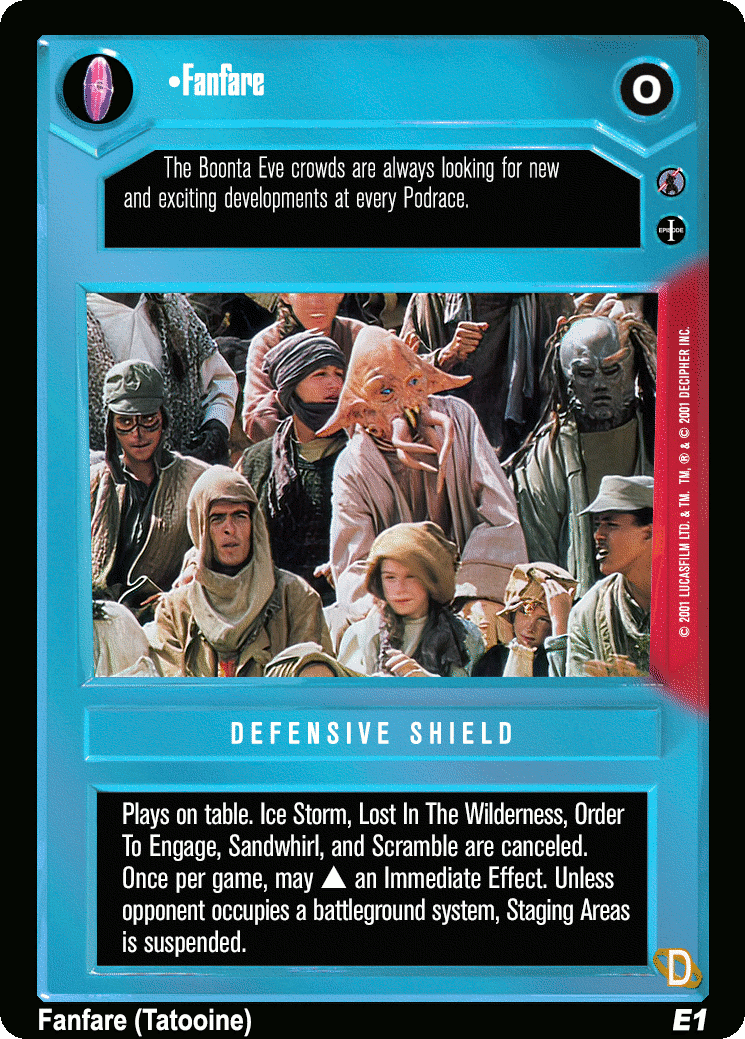 •Fanfare
O
The Boonta Eve crowds are always looking for new
and exciting developments at every Podrace.
EPISODE
I
© 2001 LUCASFILM LTD. & TM. TM, ® & © 2001 DECIPHER INC.
DEFENSIVE SHIELD
Plays on table. Ice Storm, Lost In The Wilderness, Order
To Engage, Sandwhirl, and Scramble are canceled.
Once per game, may ▲ an Immediate Effect. Unless
opponent occupies a battleground system, Staging Areas
is suspended.
D
Fanfare (Tatooine)
E1